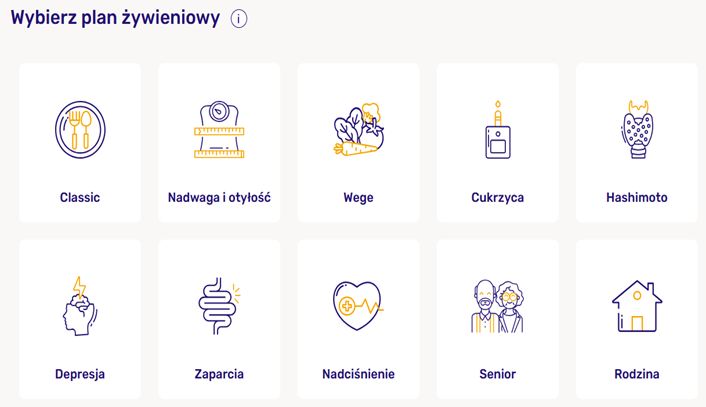 Wybierz plan żywieniowy i
Classic
Nadwaga i otyłość
Wege
Cukrzyca
Hashimoto
Depresja
Zaparcia
Nadciśnienie
Senior
Rodzina